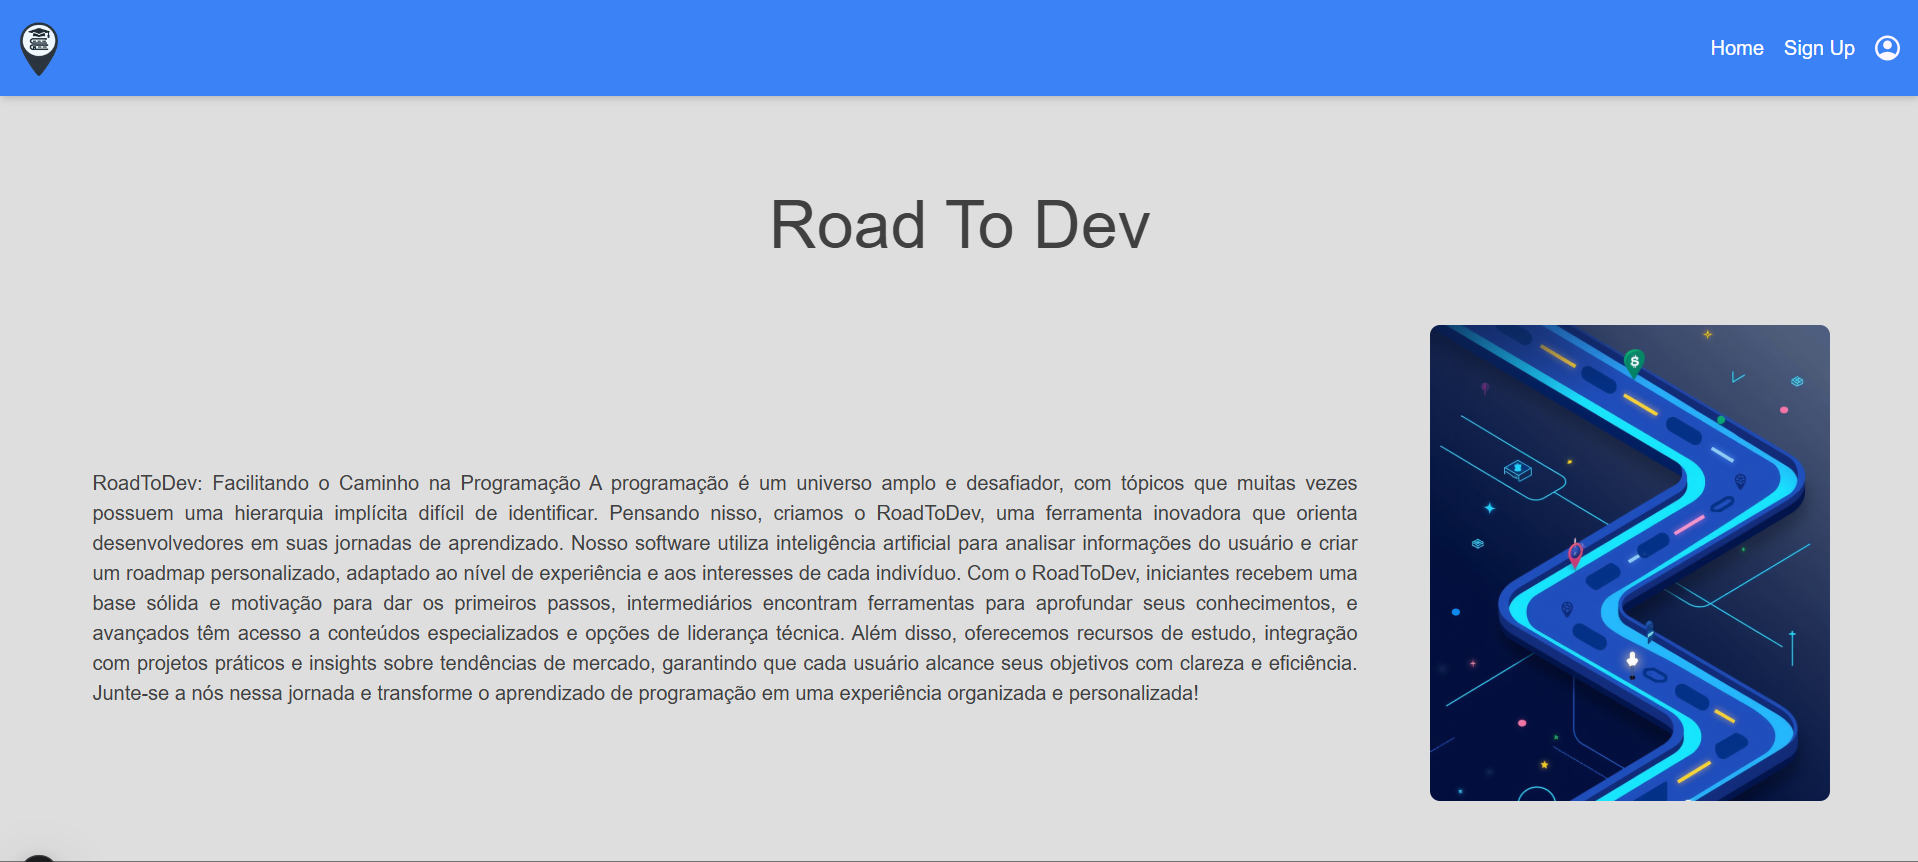 Home Sign Up
Road To Dev
RoadToDev: Facilitando o Caminho na Programação A programação é um universo amplo e desafiador, com tópicos que muitas vezes
possuem uma hierarquia implícita difícil de identificar. Pensando nisso, criamos o RoadToDev, uma ferramenta inovadora que orienta
desenvolvedores em suas jornadas de aprendizado. Nosso software utiliza inteligência artificial para analisar informações do usuário e criar
um roadmap personalizado, adaptado ao nível de experiência e aos interesses de cada indivíduo. Com o RoadToDev, iniciantes recebem uma
base sólida e motivação para dar os primeiros passos, intermediários encontram ferramentas para aprofundar seus conhecimentos, e
avançados têm acesso a conteúdos especializados e opções de liderança técnica. Além disso, oferecemos recursos de estudo, integração
com projetos práticos e insights sobre tendências de mercado, garantindo que cada usuário alcance seus objetivos com clareza e eficiência.
Junte-se a nós nessa jornada e transforme o aprendizado de programação em uma experiência organizada e personalizada!
$